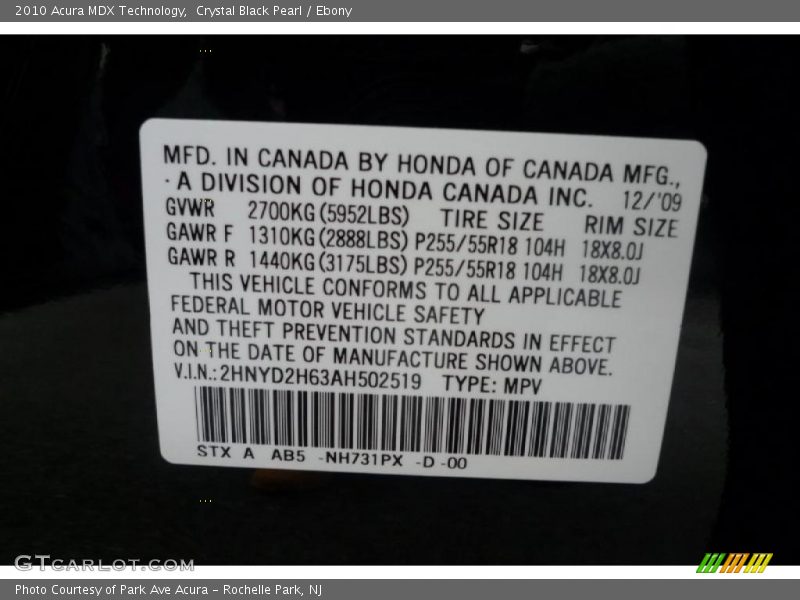 2010 Acura MDX Technology,  Crystal Black Pearl / Ebony
MFD. IN CANADA BY HONDA OF CANADA MFG.,
A DIVISION OF HONDA CANADA INC. 12/'09
GVWR 2700KG(5952LBS) TIRE SIZE RIM SIZE
GAWR F 1310KG(2888LBS) P255/55R18 104H 18X8.0J
GAWR R 1440KG(3175LBS) P255/55R18 104H 18X8.0J
THIS VEHICLE CONFORMS TO ALL APPLICABLE
FEDERAL MOTOR VEHICLE SAFETY
AND THEFT PREVENTION STANDARDS IN EFFECT
ON THE DATE OF MANUFACTURE SHOWN ABOVE.
V.I.N.:2HNYD2H63AH502519 TYPE: MPV
STX A AB5 -NH731PX -D -00
GTCARLOT.COM
Photo Courtesy of Park Ave Acura - Rochelle Park, NJ